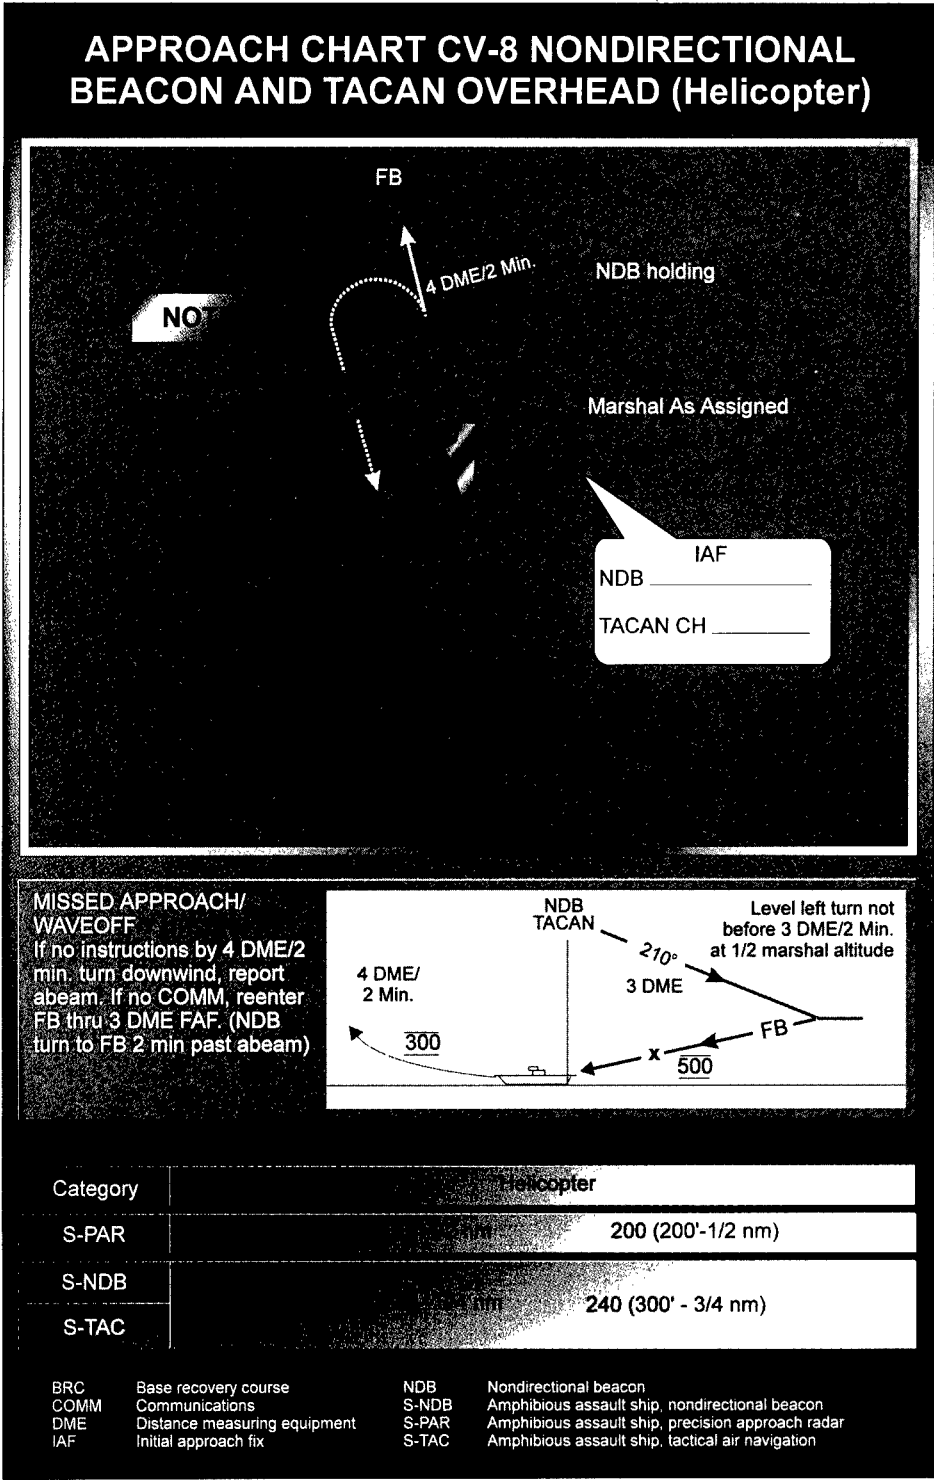 APPROACH CHART CV-8 NONDIRECTIONAL
BEACON AND TACAN OVERHEAD (Helicopter)
FB
4 DME/2 Min.
NDB holding
Marshal As Assigned
IAF
NDB
TACAN CH
MISSED APPROACH/
WAVEOFF
If no instructions by 4 DME/2
min. turn downwind, report
abeam. If no COMM, reenter
FB thru 3 DME FAF. (NDB
turn to FB 2 min past abeam)
NDB
TACAN
Level left turn not
before 3 DME/2 Min.
at 1/2 marshal altitude
210°
3 DME
4 DME/
2 Min.
300
FB
x
500
Category
Helicopter
S-PAR
nm
200 (200'-1/2 nm)
S-NDB
S-TAC
nm
240 (300' - 3/4 nm)
BRC Base recovery course
COMM Communications
DME Distance measuring equipment
IAF Initial approach fix
NDB Nondirectional beacon
S-NDB Amphibious assault ship, nondirectional beacon
S-PAR Amphibious assault ship, precision approach radar
S-TAC Amphibious assault ship, tactical air navigation